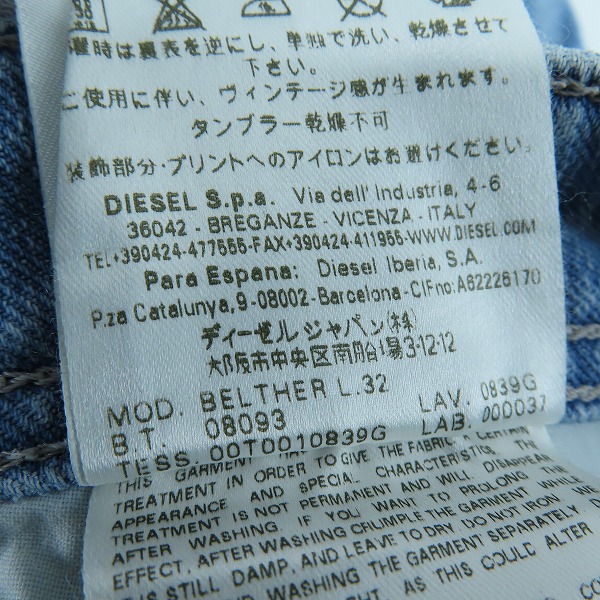 濯時は裏表を逆にし、単独で洗い、乾燥させて
下さい。
ご使用に伴い、ヴィンテージ感が生まれます。
タンブラー乾燥不可
装飾部分・プリントへのアイロンはお避けください。
DIESEL S.p.a. Via dell' Industria, 4-6
36042 - BREGANZE - VICENZA - ITALY
TEL+390424-477555-FAX+390424-411955-WWW.DIESEL.COM
Para Espana: Diesel Iberia, S.A.
P.za Catalunya,9-08002-Barcelona-CIFno:A62226170
ディーゼルジャパン㈱
大阪市中央区南船場3-12-12
MOD. BELTHER L.32
B.T. 08093 LAV. 0839G
TESS. 00T0010839G LAB. 000037
THIS GARMENT HAS THE FABRIC A CERTAIN
TREATMENT IN ORDER TO GIVE THE
APPEARANCE AND SPECIAL CHARACTERISTICS. THE
TREATMENT IS NOT PERMANENT AND WILL DISAPPEAR
AFTER WASHING. IF YOU WANT TO PROLONG THE
EFFECT, AFTER WASHING CRUMPLE THE GARMENT WHILE
IS STILL DAMP, AND LEAVE TO DRY. DO NOT IRON.
WASHING THE GARMENT SEPARATELY
AS THIS COULD ALTER